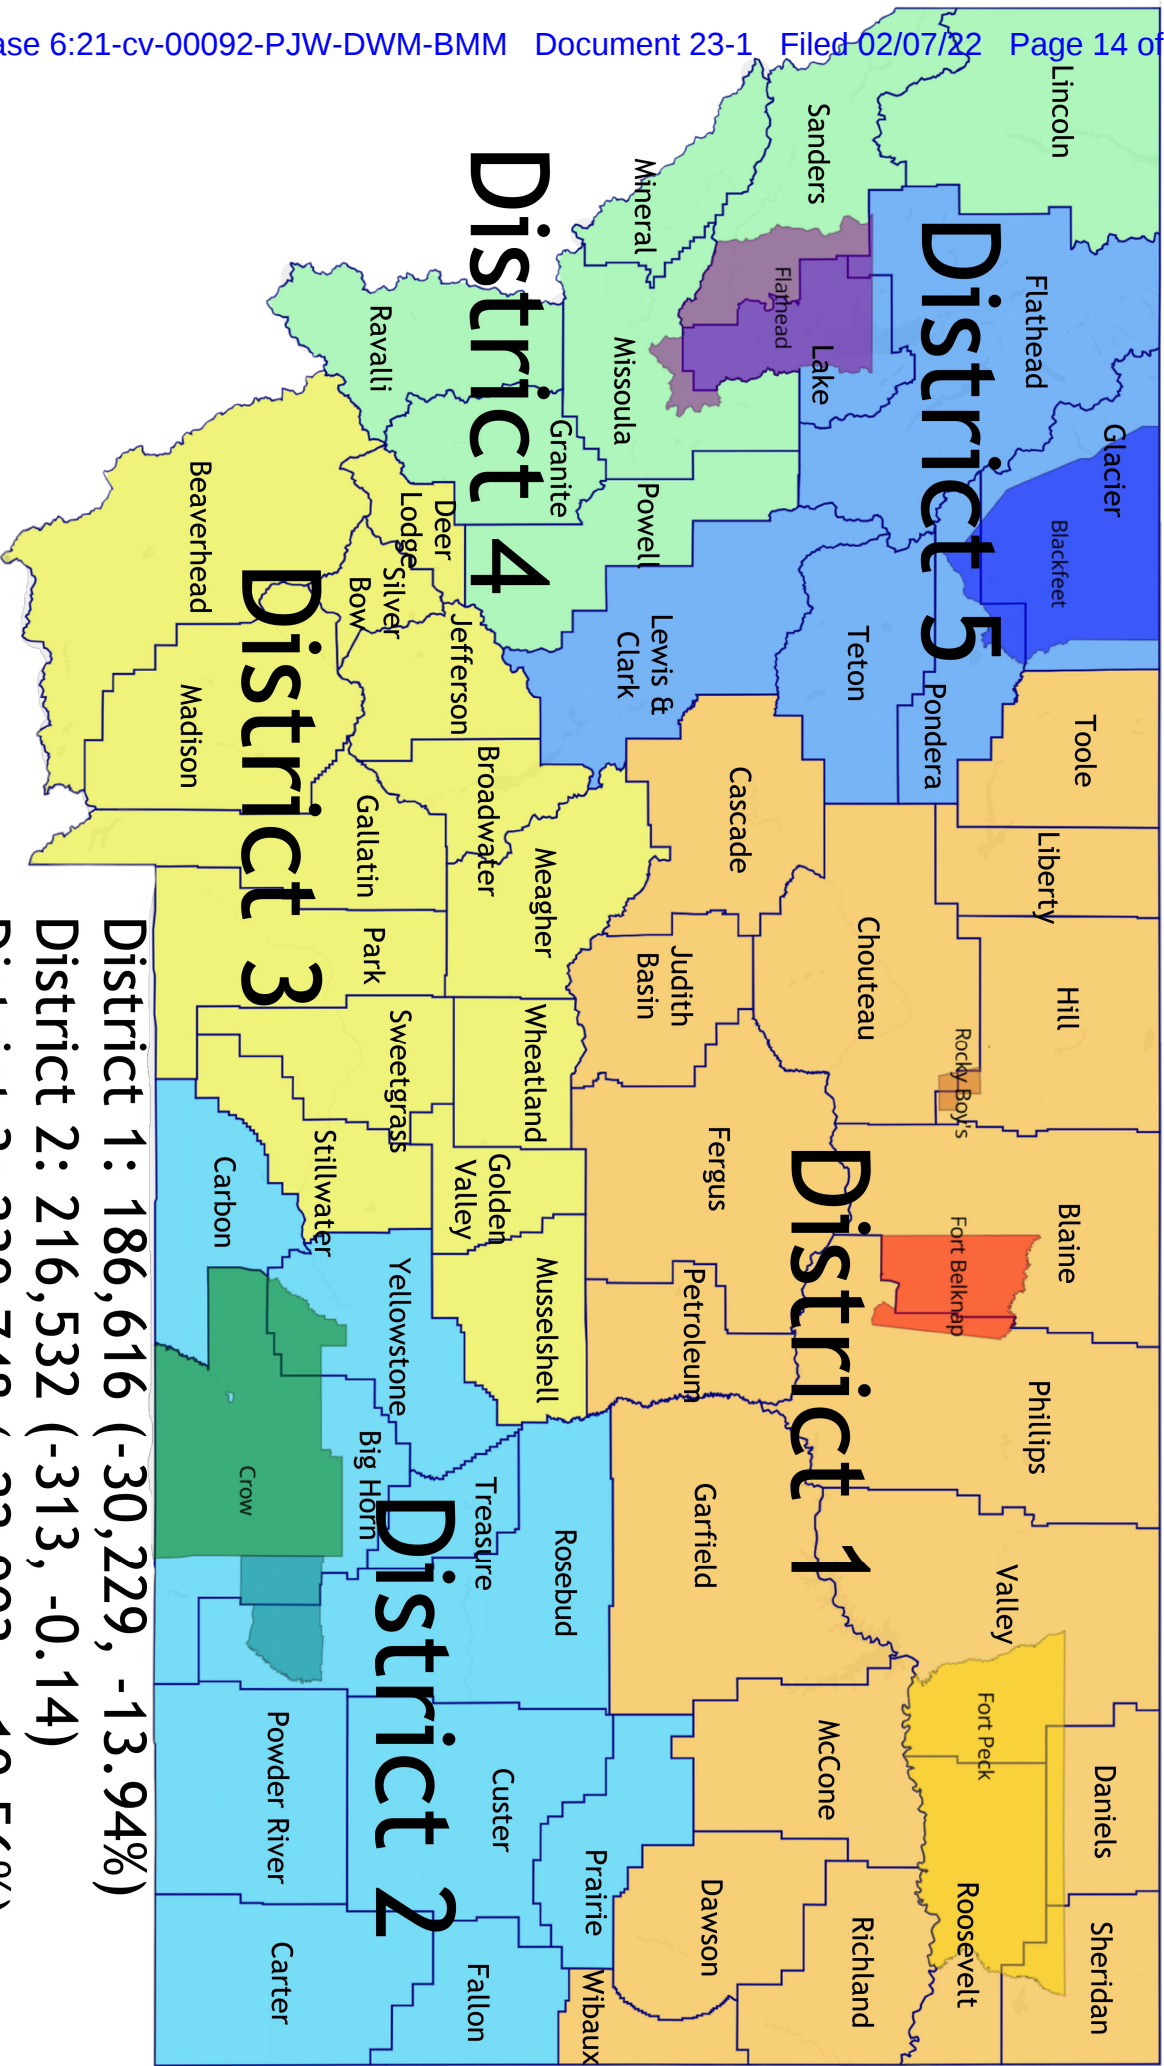 ase 6:21-cv-00092-PJW-DWM-BMM Document 23-1 Filed 02/07/22 Page 14 of
Lincoln
Flathead
Glacier
Blackfeet
Toole
Liberty
Hill
Rocky Boy's
Blaine
Fort Belknap
Phillips
Valley
Fort Peck
Daniels
Sheridan
Roosevelt
Sanders
Flathead
Lake
District 5
Pondera
Teton
Chouteau
District 1
Richland
McCone
Mineral
Missoula
Powell
Lewis &
Clark
Cascade
Judith
Basin
Fergus
Petroleum
Garfield
Dawson
Prairie
Wibaux
District 4
Granite
Ravalli
Deer
Lodge
Silver
Bow
Jefferson
Broadwater
Meagher
Wheatland
Golden
Valley
Musselshell
Rosebud
Treasure
Custer
Fallon
Beaverhead
Madison
District 3
Gallatin
Park
Sweetgrass
Stillwater
Yellowstone
Big Horn
District 2
Carbon
Crow
Powder River
Carter
District 1: 186,616 (-30,229, -13.94%)
District 2: 216,532 (-313, -0.14)